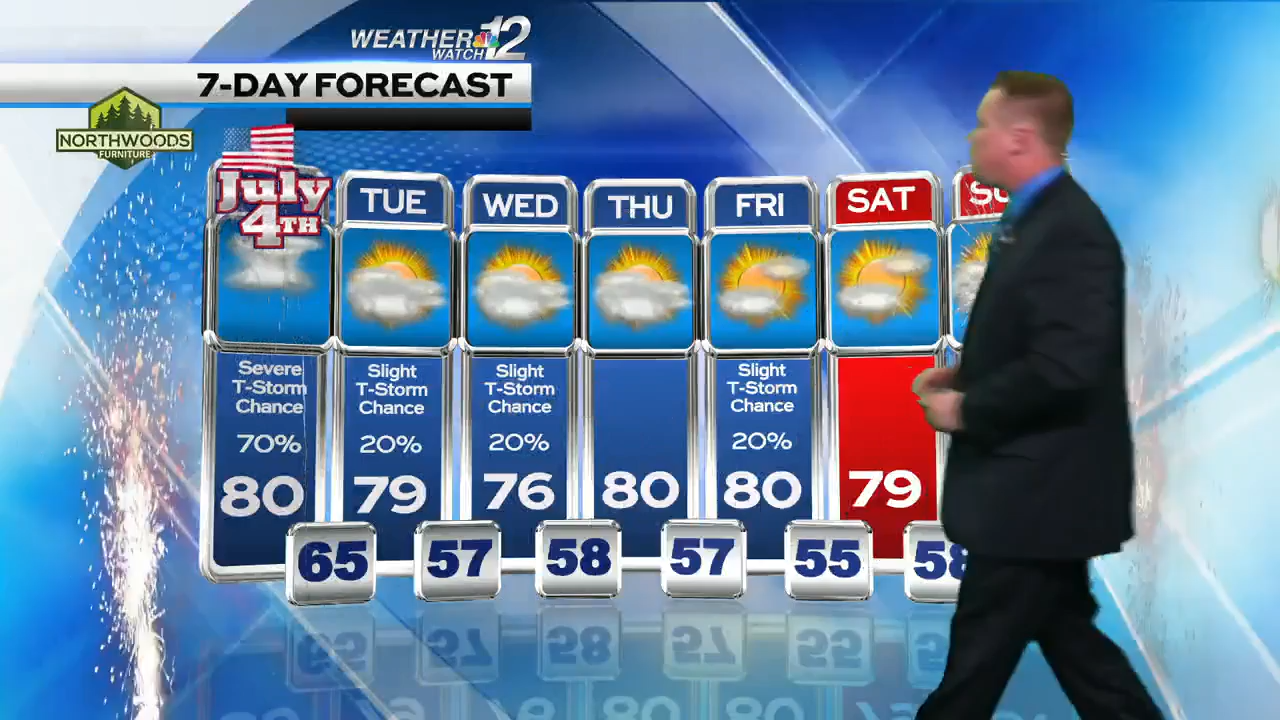 WEATHER 12
WATCH
7-DAY FORECAST
NORTHWOODS
FURNITURE
July
4TH
TUE
WED
THU
FRI
SAT
Severe
T-Storm
Chance
70%
80
Slight
T-Storm
Chance
20%
79
Slight
T-Storm
Chance
20%
76
80
Slight
T-Storm
Chance
20%
80
79
65
57
58
57
55
58